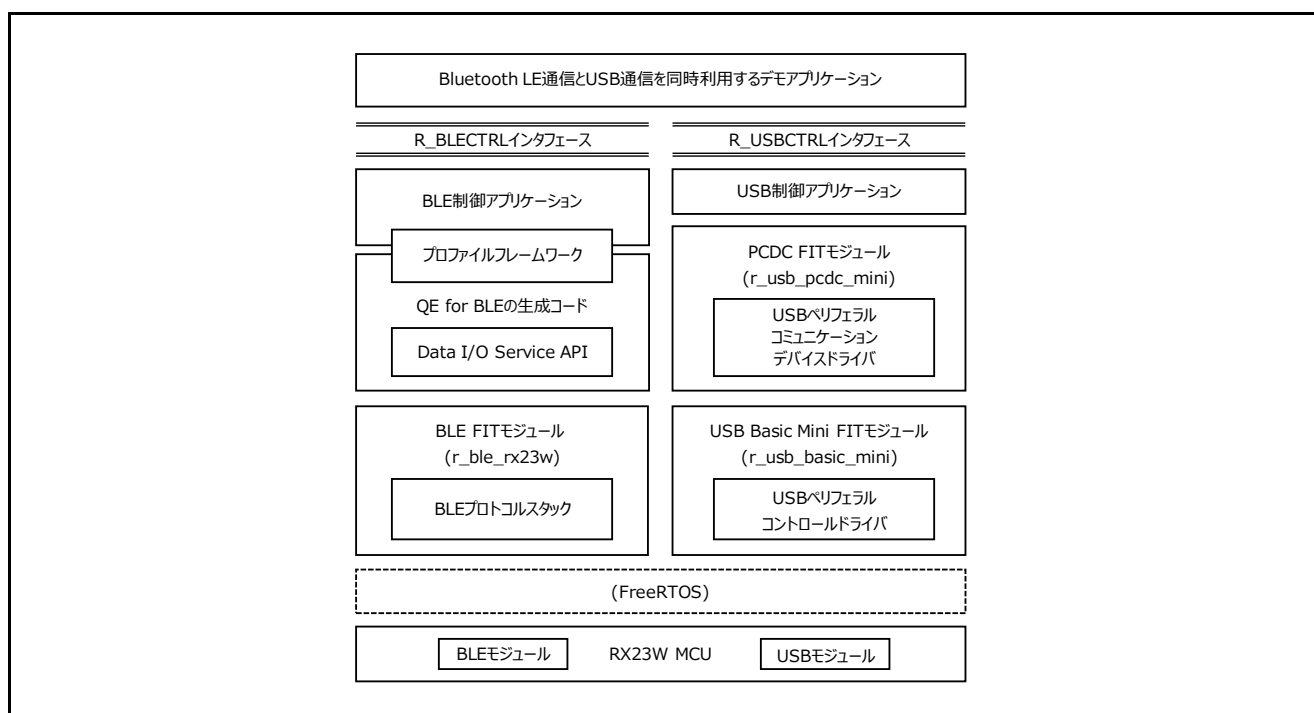 Bluetooth LE通信とUSB通信を同時利用するデモアプリケーション
R_BLECTRLインタフェース
R_USBCTRLインタフェース
BLE制御アプリケーション
プロファイルフレームワーク
QE for BLEの生成コード
Data I/O Service API
USB制御アプリケーション
PCDC FITモジュール
(r_usb_pcdc_mini)
USBペリフェラル
コミュニケーション
デバイスドライバ
BLE FITモジュール
(r_ble_rx23w)
BLEプロトコルスタック
USB Basic Mini FITモジュール
(r_usb_basic_mini)
USBペリフェラル
コントロールドライバ
(FreeRTOS)
BLEモジュール
RX23W MCU
USBモジュール